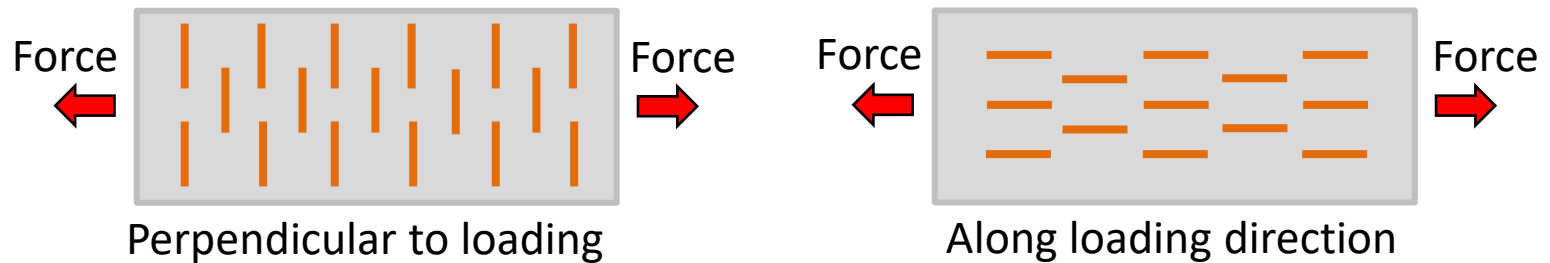 Force
Force
Perpendicular to loading
Force
Force
Along loading direction